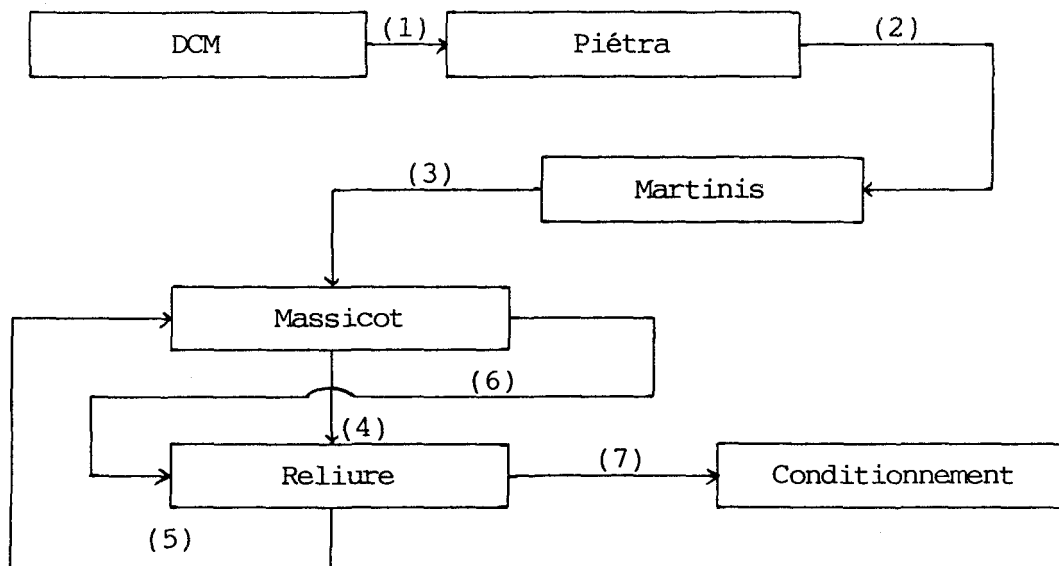 DCM
(1)
Piétra
(2)
(3)
Martinis
Massicot
(6)
(4)
Reliure
(7)
Conditionnement
(5)